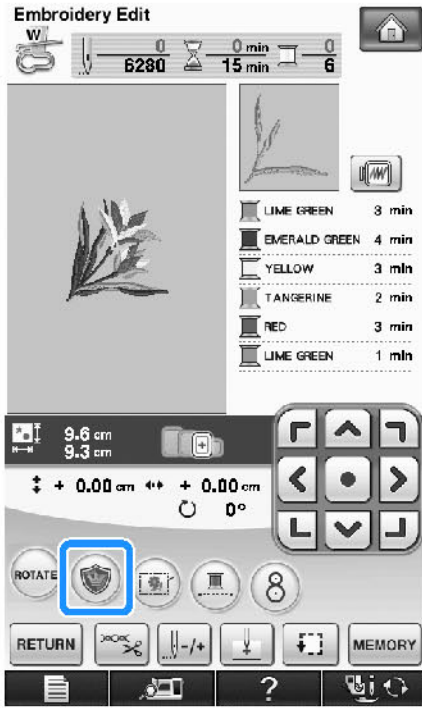 Embroidery Edit
W
0 0 min 0
6280 15 min 6
LIME GREEN 3 min
EMERALD GREEN 4 min
YELLOW 3 min
TANGERINE 2 min
RED 3 min
LIME GREEN 1 min
9.6 cm
9.3 cm
+ 0.00 cm + 0.00 cm
0°
ROTATE 8
RETURN -/+ MEMORY
?